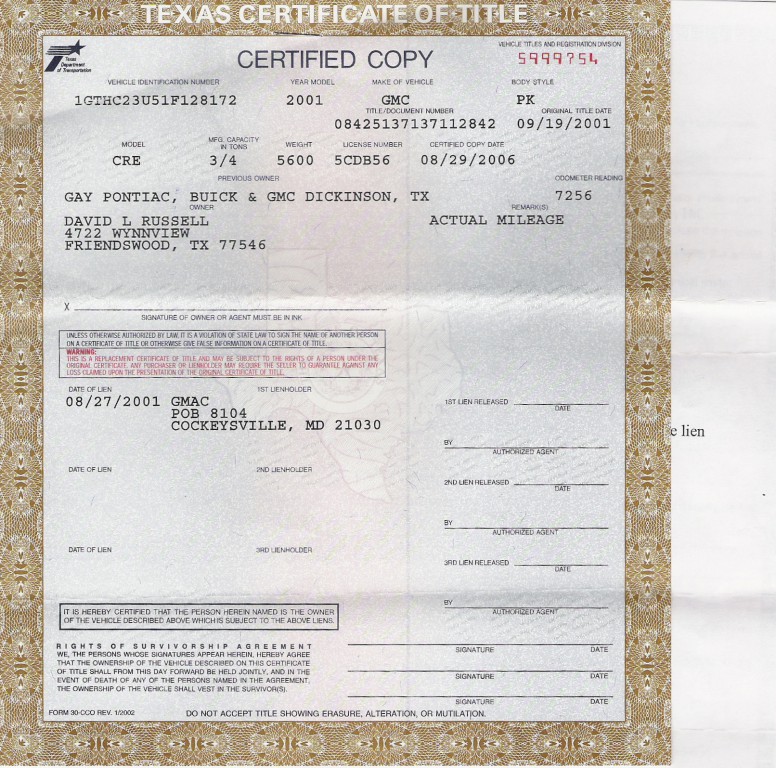 TEXAS CERTIFICATE OF TITLE
Texas
Department
of Transportation
CERTIFIED COPY
VEHICLE TITLES AND REGISTRATION DIVISION
5999754
VEHICLE IDENTIFICATION NUMBER YEAR MODEL MAKE OF VEHICLE BODY STYLE
1GTHC23U51F128172 2001 GMC PK
TITLE/DOCUMENT NUMBER ORIGINAL TITLE DATE
08425137137112842 09/19/2001
MODEL MFG. CAPACITY IN TONS WEIGHT LICENSE NUMBER CERTIFIED COPY DATE
CRE 3/4 5600 5CDB56 08/29/2006
PREVIOUS OWNER ODOMETER READING
GAY PONTIAC, BUICK & GMC DICKINSON, TX 7256
OWNER REMARK(S)
DAVID L RUSSELL ACTUAL MILEAGE
4722 WYNNVIEW
FRIENDSWOOD, TX 77546
X
SIGNATURE OF OWNER OR AGENT MUST BE IN INK
UNLESS OTHERWISE AUTHORIZED BY LAW, IT IS A VIOLATION OF STATE LAW TO SIGN THE NAME OF ANOTHER PERSON
ON A CERTIFICATE OF TITLE OR OTHERWISE GIVE FALSE INFORMATION ON A CERTIFICATE OF TITLE.
WARNING:
THIS IS A REPLACEMENT CERTIFICATE OF TITLE AND MAY BE SUBJECT TO THE RIGHTS OF A PERSON UNDER THE
ORIGINAL CERTIFICATE. ANY PURCHASER OR LIENHOLDER MAY REQUIRE THE SELLER TO GUARANTEE AGAINST ANY
LOSS CLAIMED UPON THE PRESENTATION OF THE ORIGINAL CERTIFICATE OF TITLE.
DATE OF LIEN 1ST LIENHOLDER
08/27/2001 GMAC
POB 8104
COCKEYSVILLE, MD 21030
1ST LIEN RELEASED
DATE
BY
AUTHORIZED AGENT
e lien
DATE OF LIEN 2ND LIENHOLDER
2ND LIEN RELEASED
DATE
BY
AUTHORIZED AGENT
DATE OF LIEN 3RD LIENHOLDER
3RD LIEN RELEASED
DATE
BY
AUTHORIZED AGENT
IT IS HEREBY CERTIFIED THAT THE PERSON HEREIN NAMED IS THE OWNER
OF THE VEHICLE DESCRIBED ABOVE WHICH IS SUBJECT TO THE ABOVE LIENS.
RIGHTS OF SURVIVORSHIP AGREEMENT
WE, THE PERSONS WHOSE SIGNATURES APPEAR HEREIN, HEREBY AGREE
THAT THE OWNERSHIP OF THE VEHICLE DESCRIBED ON THIS CERTIFICATE
OF TITLE SHALL FROM THIS DAY FORWARD BE HELD JOINTLY, AND IN THE
EVENT OF DEATH OF ANY OF THE PERSONS NAMED IN THE AGREEMENT,
THE OWNERSHIP OF THE VEHICLE SHALL VEST IN THE SURVIVOR(S).
SIGNATURE DATE
SIGNATURE DATE
SIGNATURE DATE
FORM 30-CCO REV. 1/2002 DO NOT ACCEPT TITLE SHOWING ERASURE, ALTERATION, OR MUTILATION.